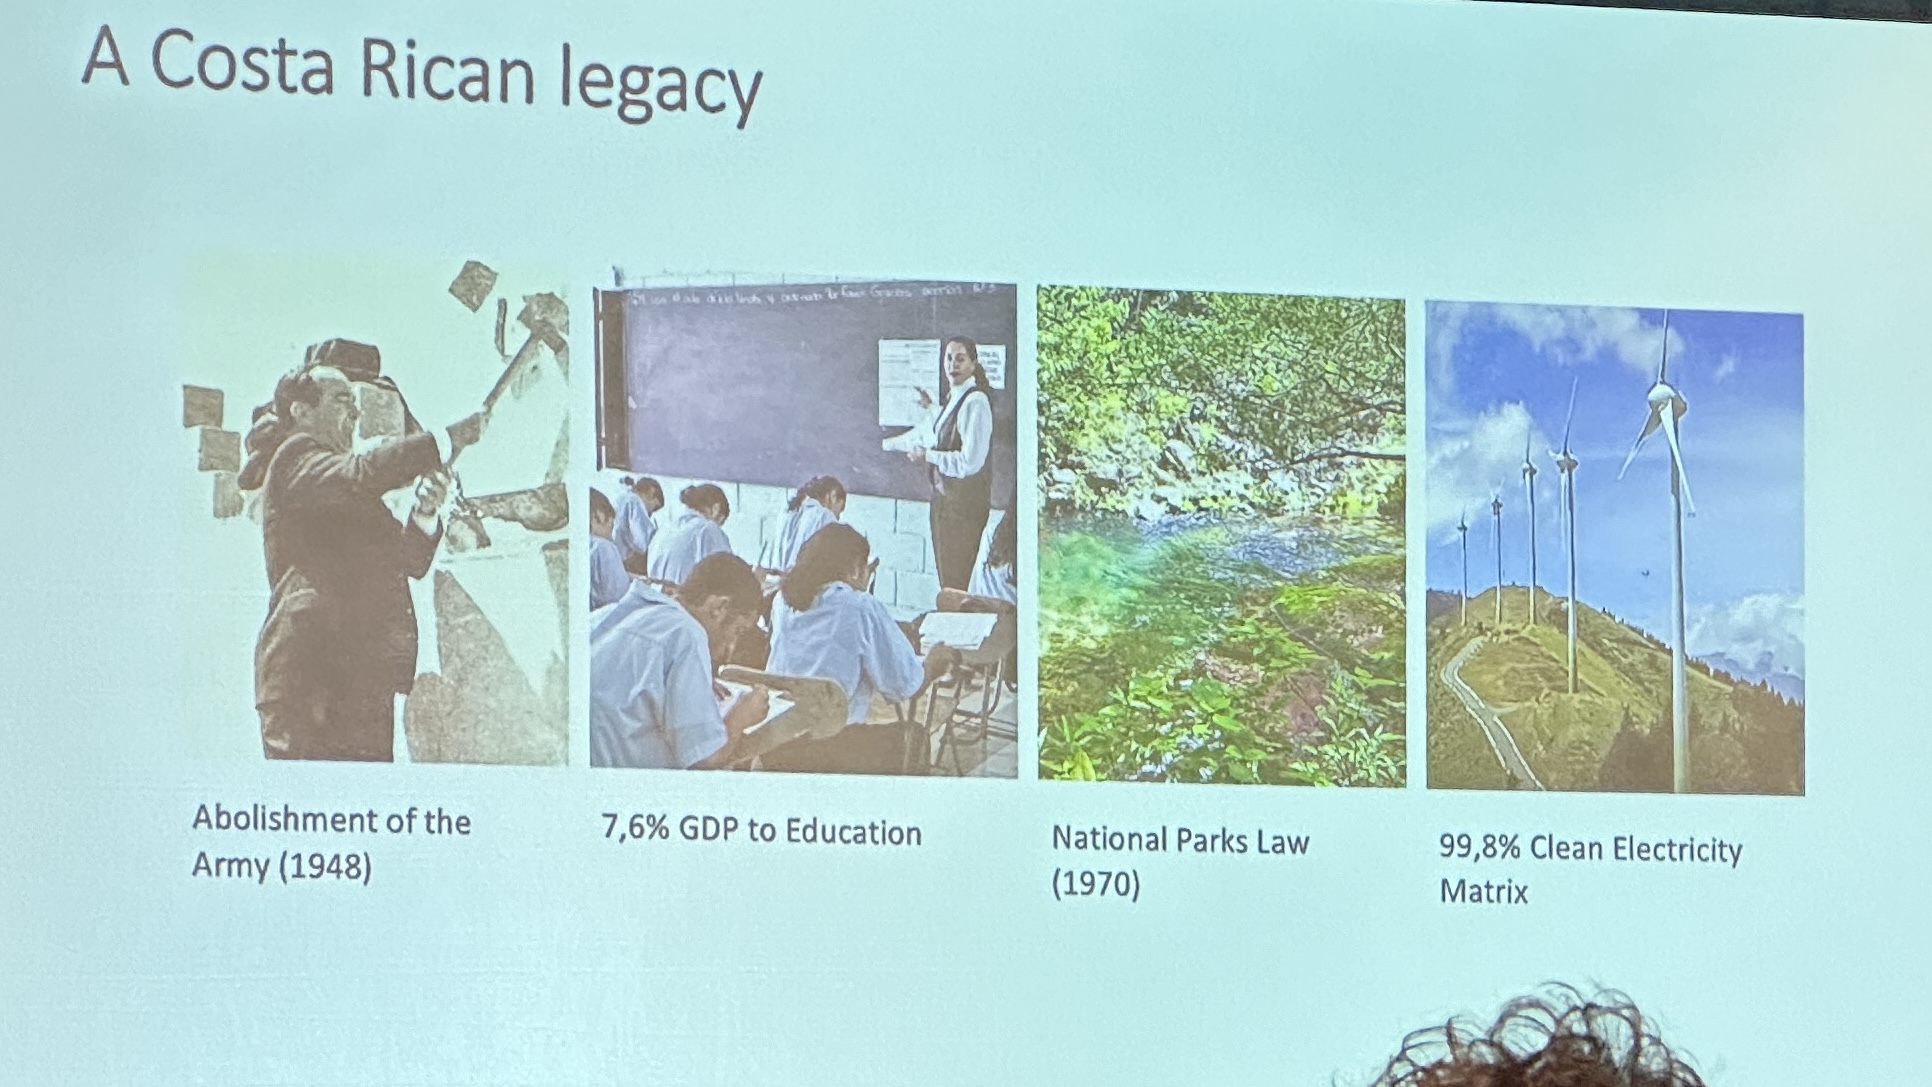 A Costa Rican legacy
Abolishment of the
Army (1948)
7,6% GDP to Education
National Parks Law
(1970)
99,8% Clean Electricity
Matrix